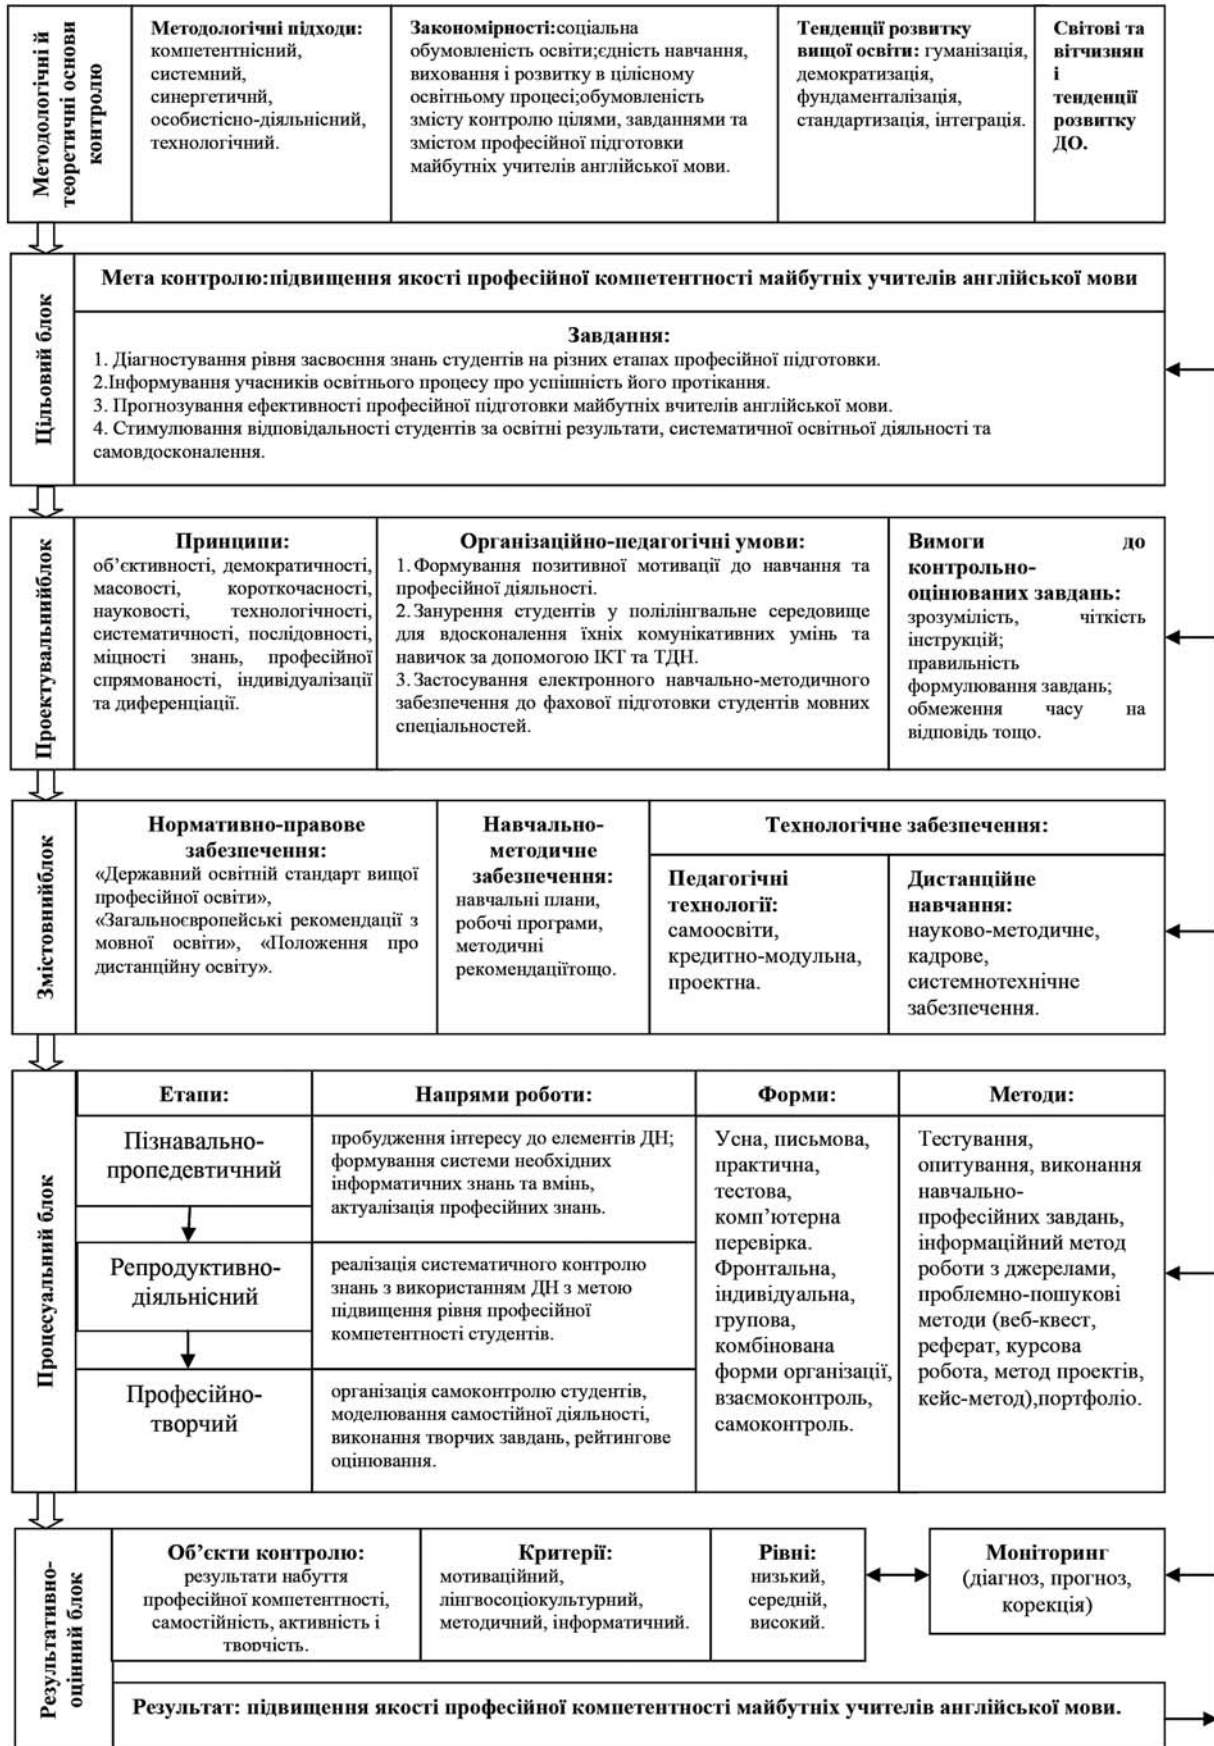 Методологічні й
теоретичні основи
контролю
Методологічні підходи:
компетентнісний,
системний,
синергетичнй,
особистісно-діяльнісний,
технологічний.
Закономірності:соціальна
обумовленість освіти;єдність навчання,
виховання і розвитку в цілісному
освітньому процесі;обумовленість
змісту контролю цілями, завданнями та
змістом професійної підготовки
майбутніх учителів англійської мови.
Тенденції розвитку
вищої освіти: гуманізація,
демократизація,
фундаменталізація,
стандартизація, інтеграція.
Світові та
вітчизнян
і
тенденції
розвитку
ДО.
Цільовий блок
Мета контролю:підвищення якості професійної компетентності майбутніх учителів англійської мови
Завдання:
1. Діагностування рівня засвоєння знань студентів на різних етапах професійної підготовки.
2.Інформування учасників освітнього процесу про успішність його протікання.
3. Прогнозування ефективності професійної підготовки майбутніх вчителів англійської мови.
4. Стимулювання відповідальності студентів за освітні результати, систематичної освітньої діяльності та
самовдосконалення.
Проектувальнийблок
Принципи:
об’єктивності, демократичності,
масовості, короткочасності,
науковості, технологічності,
систематичності, послідовності,
міцності знань, професійної
спрямованості, індивідуалізації
та диференціації.
Організаційно-педагогічні умови:
1. Формування позитивної мотивації до навчання та
професійної діяльності.
2. Занурення студентів у полілінгвальне середовище
для вдосконалення їхніх комунікативних умінь та
навичок за допомогою ІКТ та ТДН.
3. Застосування електронного навчально-методичного
забезпечення до фахової підготовки студентів мовних
спеціальностей.
Вимоги до
контрольно-
оцінюваних завдань:
зрозумілість, чіткість
інструкцій;
правильність
формулювання завдань;
обмеження часу на
відповідь тощо.
Змістовнийблок
Нормативно-правове
забезпечення:
«Державний освітній стандарт вищої
професійної освіти»,
«Загальноєвропейські рекомендації з
мовної освіти», «Положення про
дистанційну освіту».
Навчально-
методичне
забезпечення:
навчальні плани,
робочі програми,
методичні
рекомендаціїтощо.
Технологічне забезпечення:
Педагогічні
технології:
самоосвіти,
кредитно-модульна,
проектна.
Дистанційне
навчання:
науково-методичне,
кадрове,
системнотехнічне
забезпечення.
Процесуальний блок
Етапи:
Пізнавально-
пропедевтичний
Репродуктивно-
діяльнісний
Професійно-
творчий
Напрями роботи:
пробудження інтересу до елементів ДН;
формування системи необхідних
інформатичних знань та вмінь,
актуалізація професійних знань.
реалізація систематичного контролю
знань з використанням ДН з метою
підвищення рівня професійної
компетентності студентів.
організація самоконтролю студентів,
моделювання самостійної діяльності,
виконання творчих завдань, рейтингове
оцінювання.
Форми:
Усна, письмова,
практична,
тестова,
комп’ютерна
перевірка.
Фронтальна,
індивідуальна,
групова,
комбінована
форми організації,
взаємоконтроль,
самоконтроль.
Методи:
Тестування,
опитування, виконання
навчально-
професійних завдань,
інформаційний метод
роботи з джерелами,
проблемно-пошукові
методи (веб-квест,
реферат, курсова
робота, метод проектів,
кейс-метод),портфоліо.
Результативно-
оцінний блок
Об’єкти контролю:
результати набуття
професійної компетентності,
самостійність, активність і
творчість.
Критерії:
мотиваційний,
лінгвосоціокультурний,
методичний, інформатичний.
Рівні:
низький,
середній,
високий.
Моніторинг
(діагноз, прогноз,
корекція)
Результат: підвищення якості професійної компетентності майбутніх учителів англійської мови.